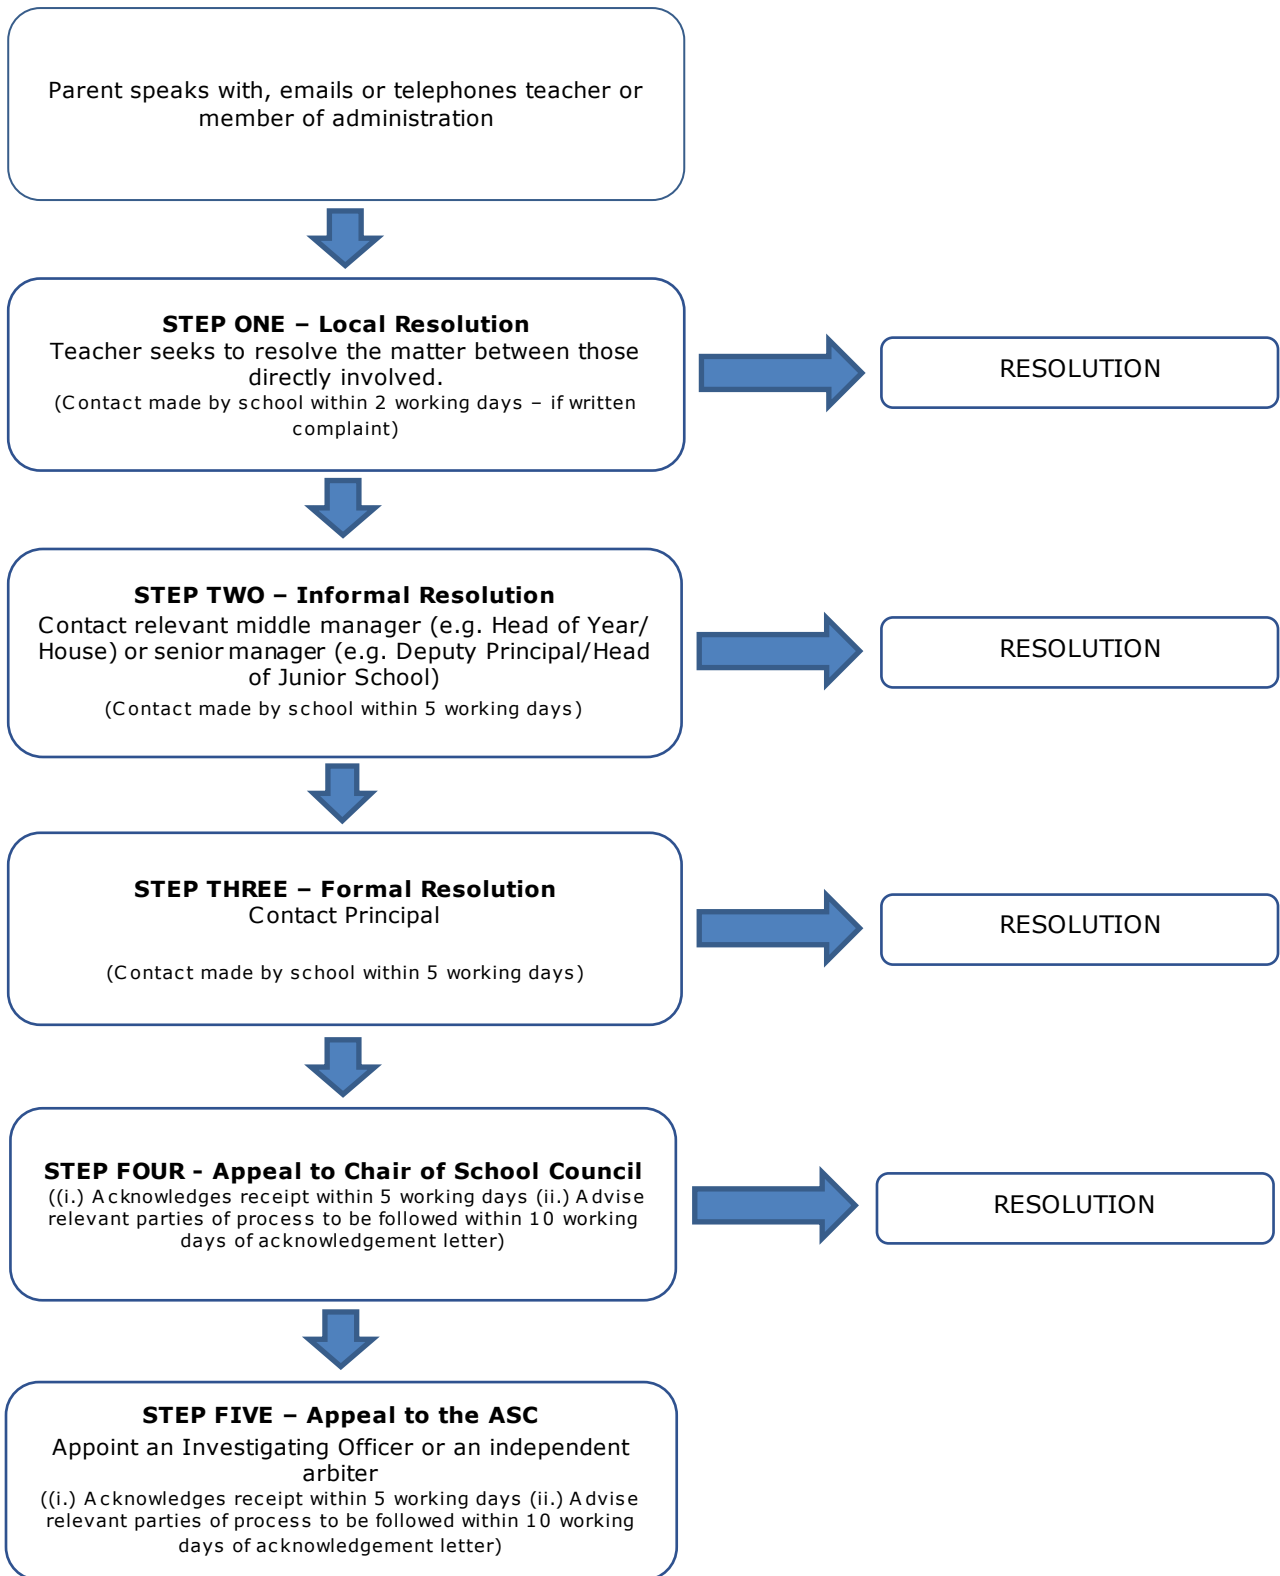 Parent speaks with, emails or telephones teacher or
member of administration
STEP ONE – Local Resolution
Teacher seeks to resolve the matter between those
directly involved.
(Contact made by school within 2 working days – if written
complaint)
RESOLUTION
STEP TWO – Informal Resolution
Contact relevant middle manager (e.g. Head of Year/
House) or senior manager (e.g. Deputy Principal/Head
of Junior School)
(Contact made by school within 5 working days)
RESOLUTION
STEP THREE – Formal Resolution
Contact Principal
(Contact made by school within 5 working days)
RESOLUTION
STEP FOUR - Appeal to Chair of School Council
((i.) Acknowledges receipt within 5 working days (ii.) Advise
relevant parties of process to be followed within 10 working
days of acknowledgement letter)
RESOLUTION
STEP FIVE – Appeal to the ASC
Appoint an Investigating Officer or an independent
arbiter
((i.) Acknowledges receipt within 5 working days (ii.) Advise
relevant parties of process to be followed within 10 working
days of acknowledgement letter)